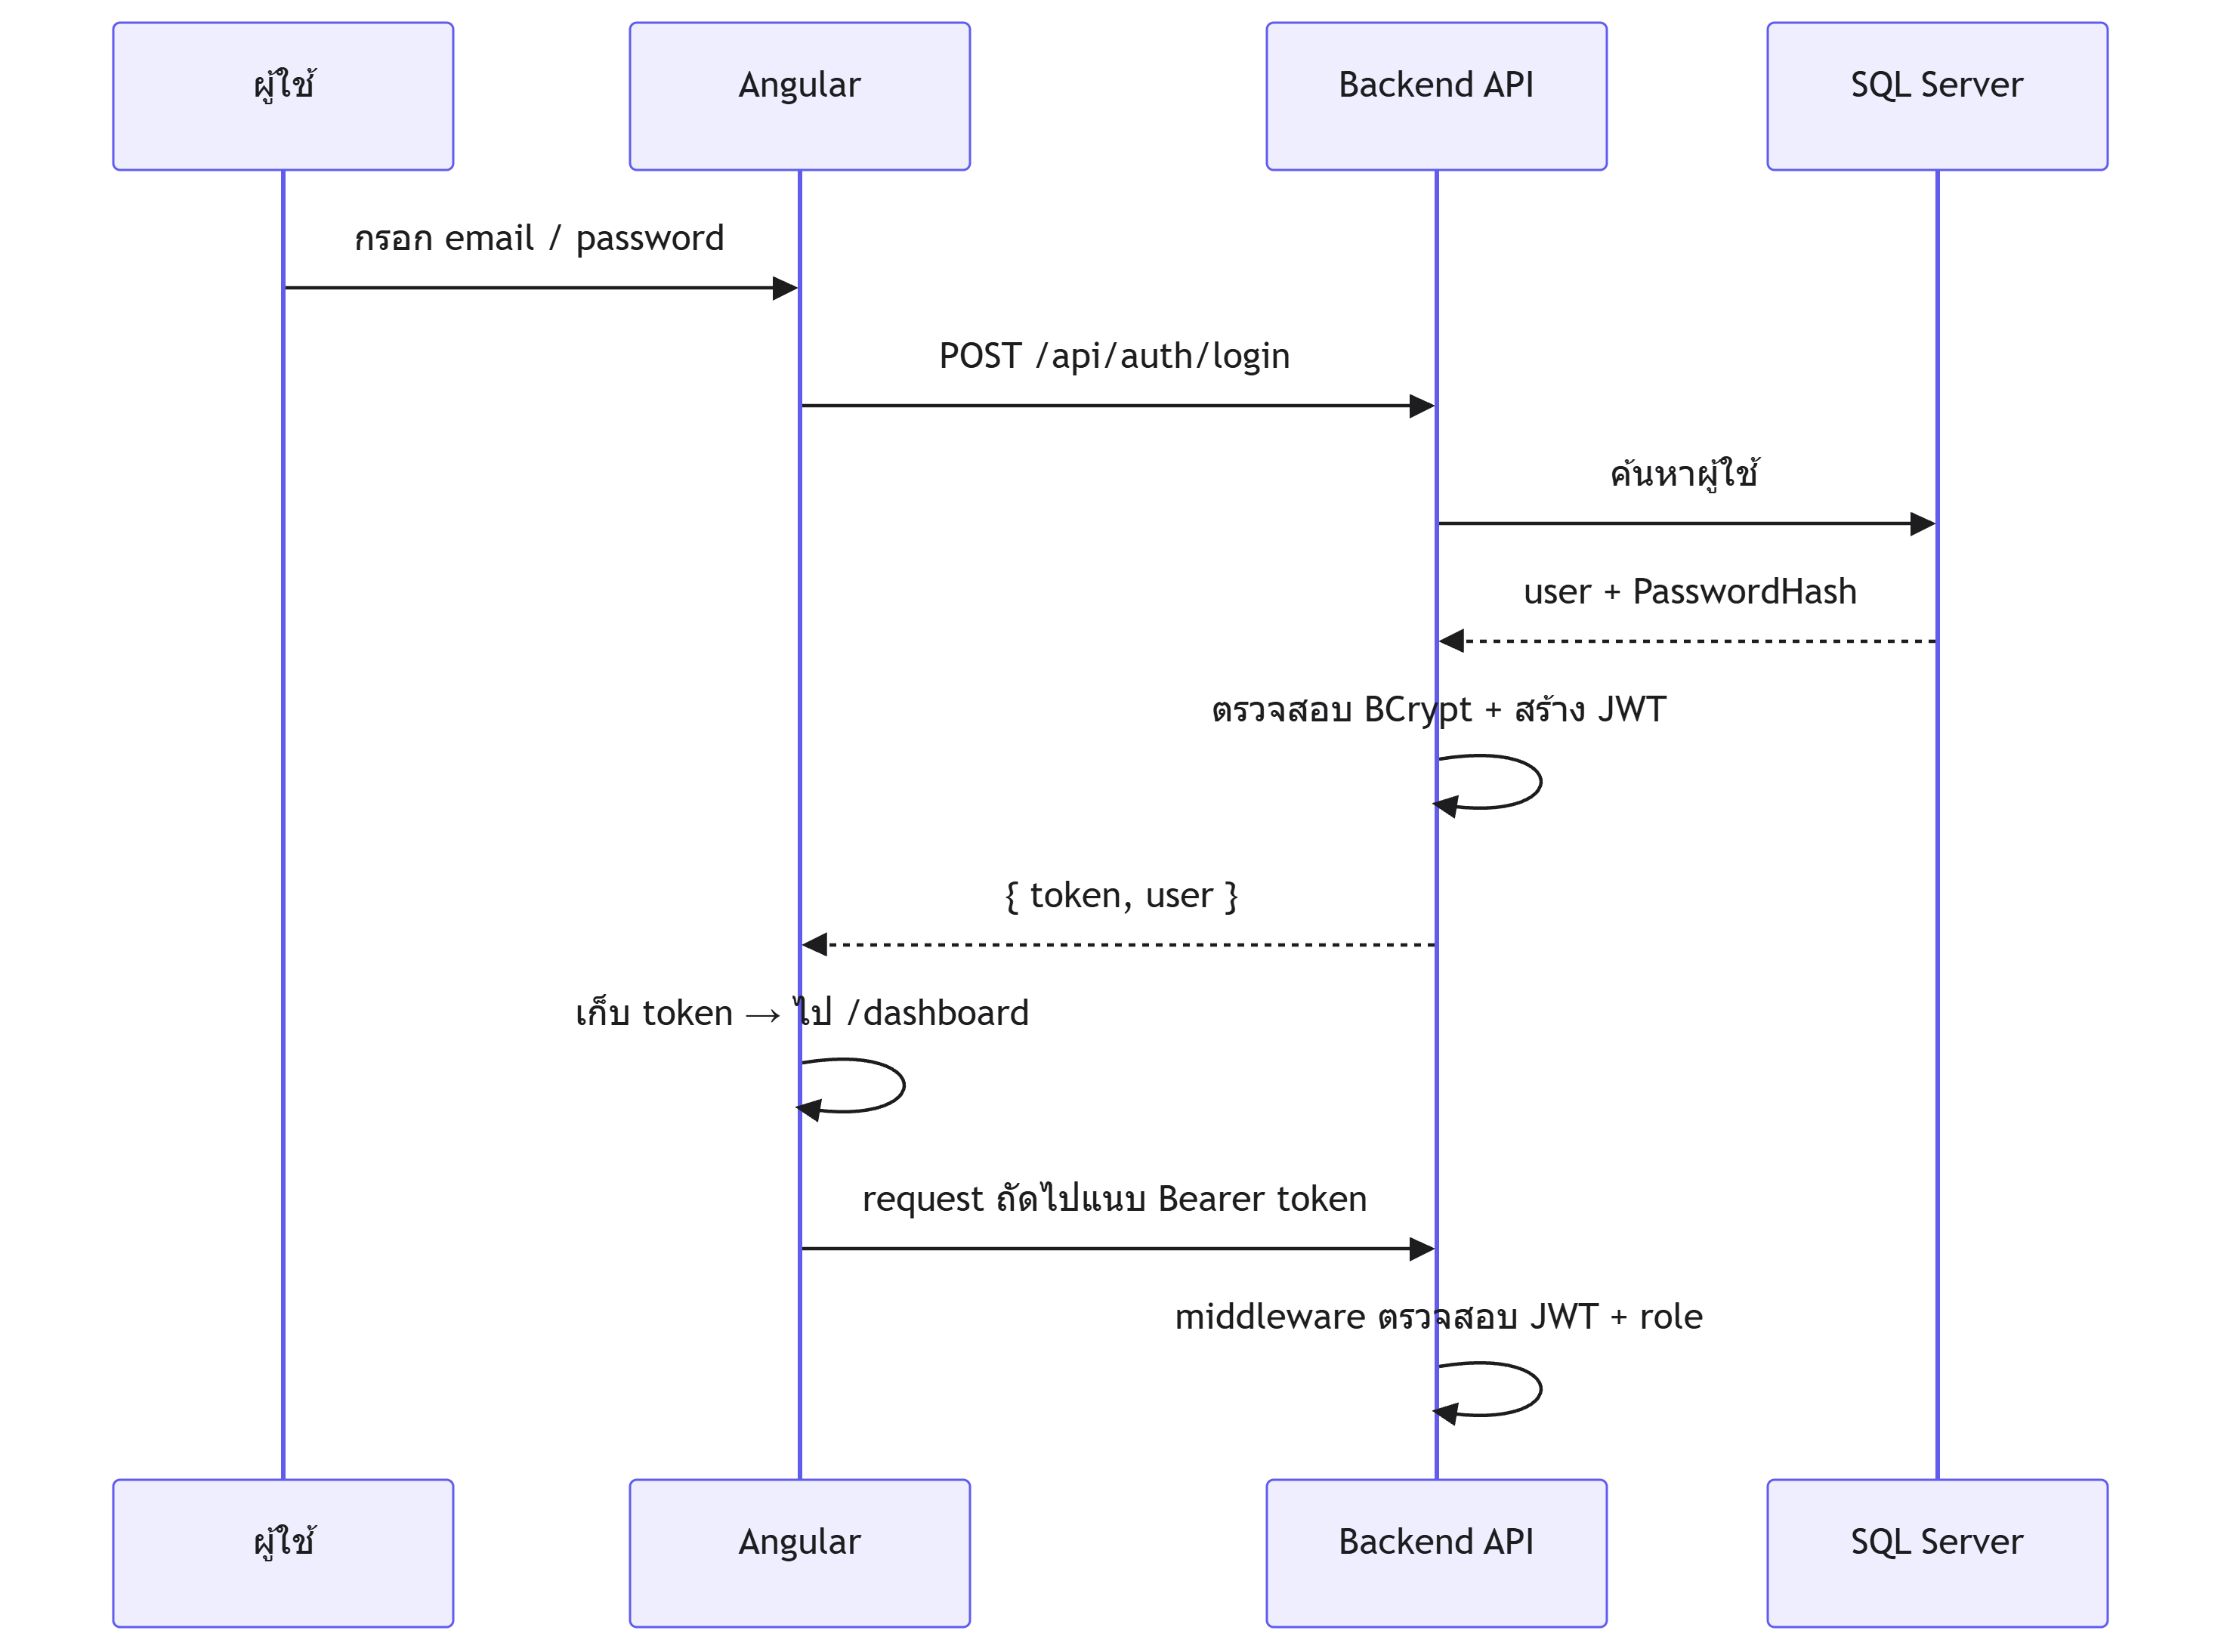 ผู้ใช้
Angular
Backend API
SQL Server
กรอก email / password
POST /api/auth/login
ค้นหาผู้ใช้
user + PasswordHash
ตรวจสอบ BCrypt + สร้าง JWT
{ token, user }
เก็บ token → ไป /dashboard
request ถัดไปแนบ Bearer token
middleware ตรวจสอบ JWT + role
ผู้ใช้
Angular
Backend API
SQL Server